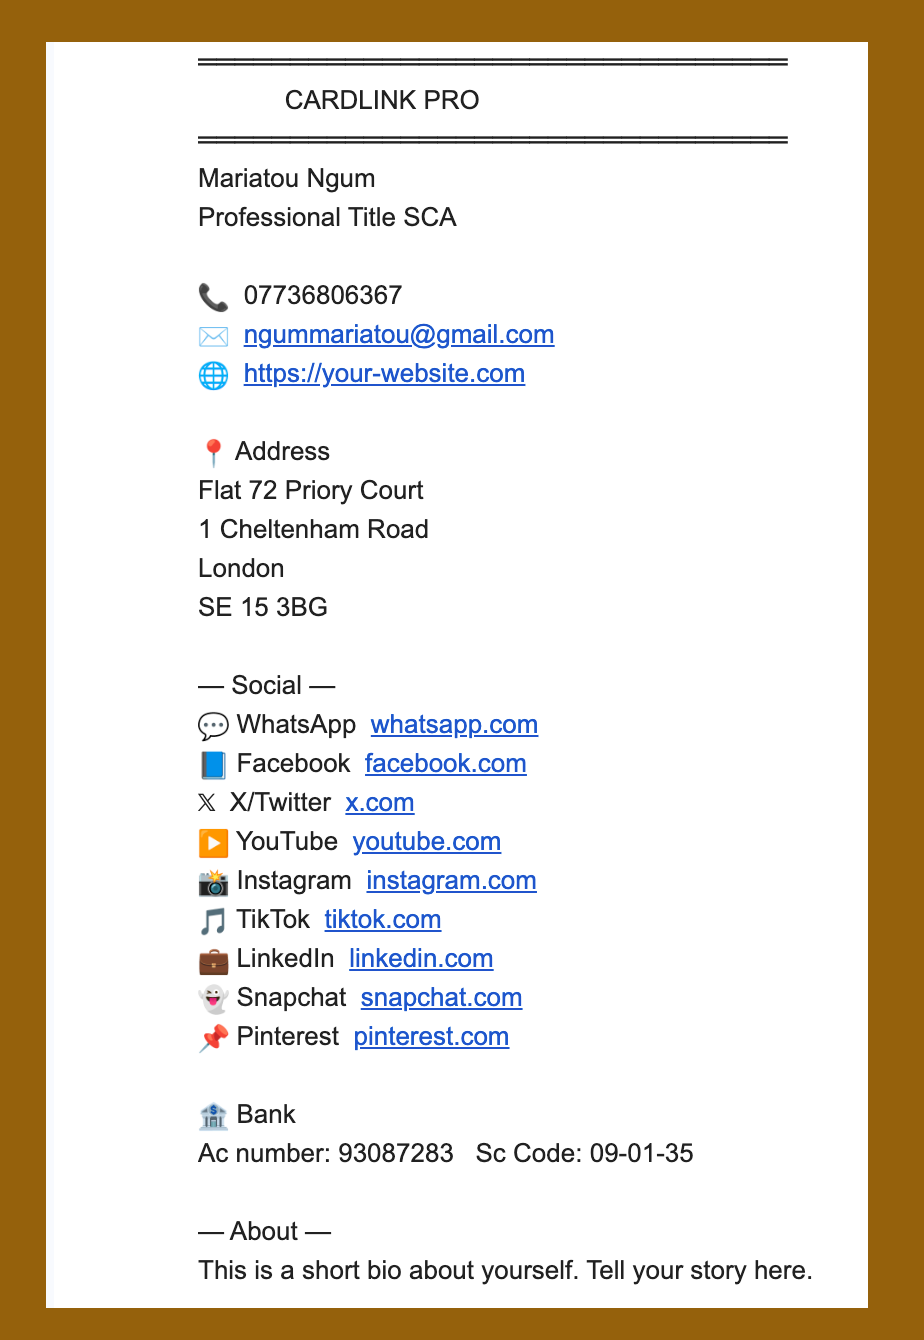 CARDLINK PRO
Mariatou Ngum
Professional Title SCA
📞 07736806367
✉️ ngummariatou@gmail.com
🌐 https://your-website.com
📍 Address
Flat 72 Priory Court
1 Cheltenham Road
London
SE 15 3BG
— Social —
💬 WhatsApp whatsapp.com
📘 Facebook facebook.com
𝕏 X/Twitter x.com
▶️ YouTube youtube.com
📸 Instagram instagram.com
🎵 TikTok tiktok.com
💼 LinkedIn linkedin.com
👻 Snapchat snapchat.com
📌 Pinterest pinterest.com
🏦 Bank
Ac number: 93087283 Sc Code: 09-01-35
— About —
This is a short bio about yourself. Tell your story here.